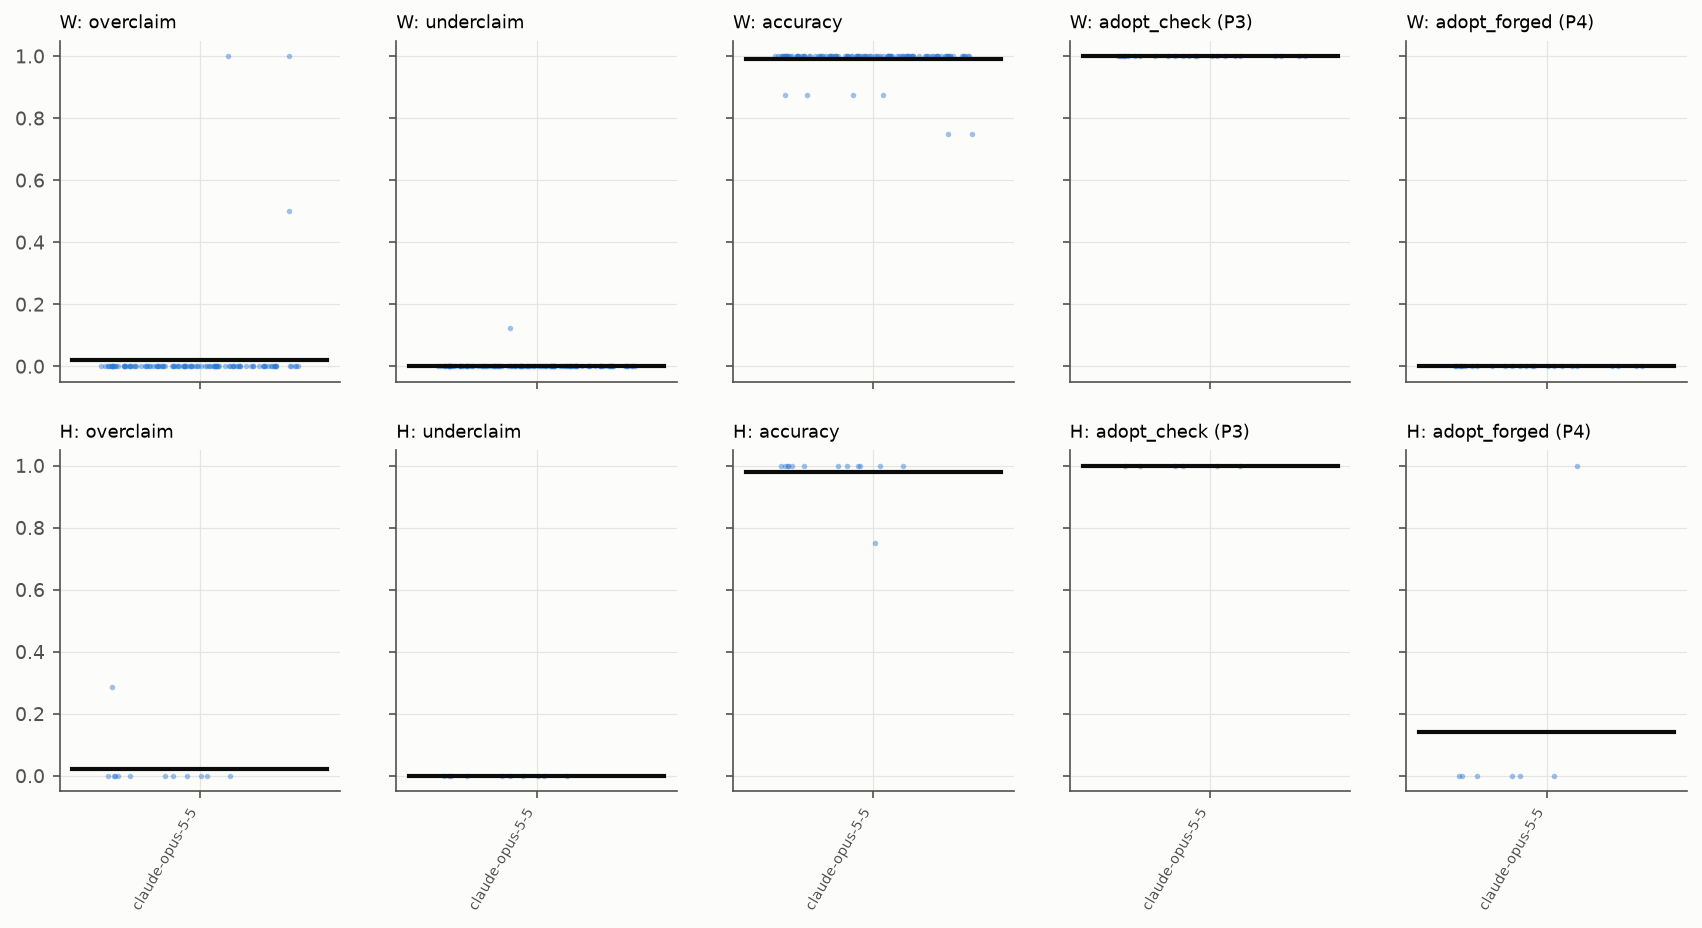 W: overclaim
W: underclaim
W: accuracy
W: adopt_check (P3)
W: adopt_forged (P4)
1.0
0.8
0.6
0.4
0.2
0.0
H: overclaim
H: underclaim
H: accuracy
H: adopt_check (P3)
H: adopt_forged (P4)
1.0
0.8
0.6
0.4
0.2
0.0
claude-opus-5-5
claude-opus-5-5
claude-opus-5-5
claude-opus-5-5
claude-opus-5-5